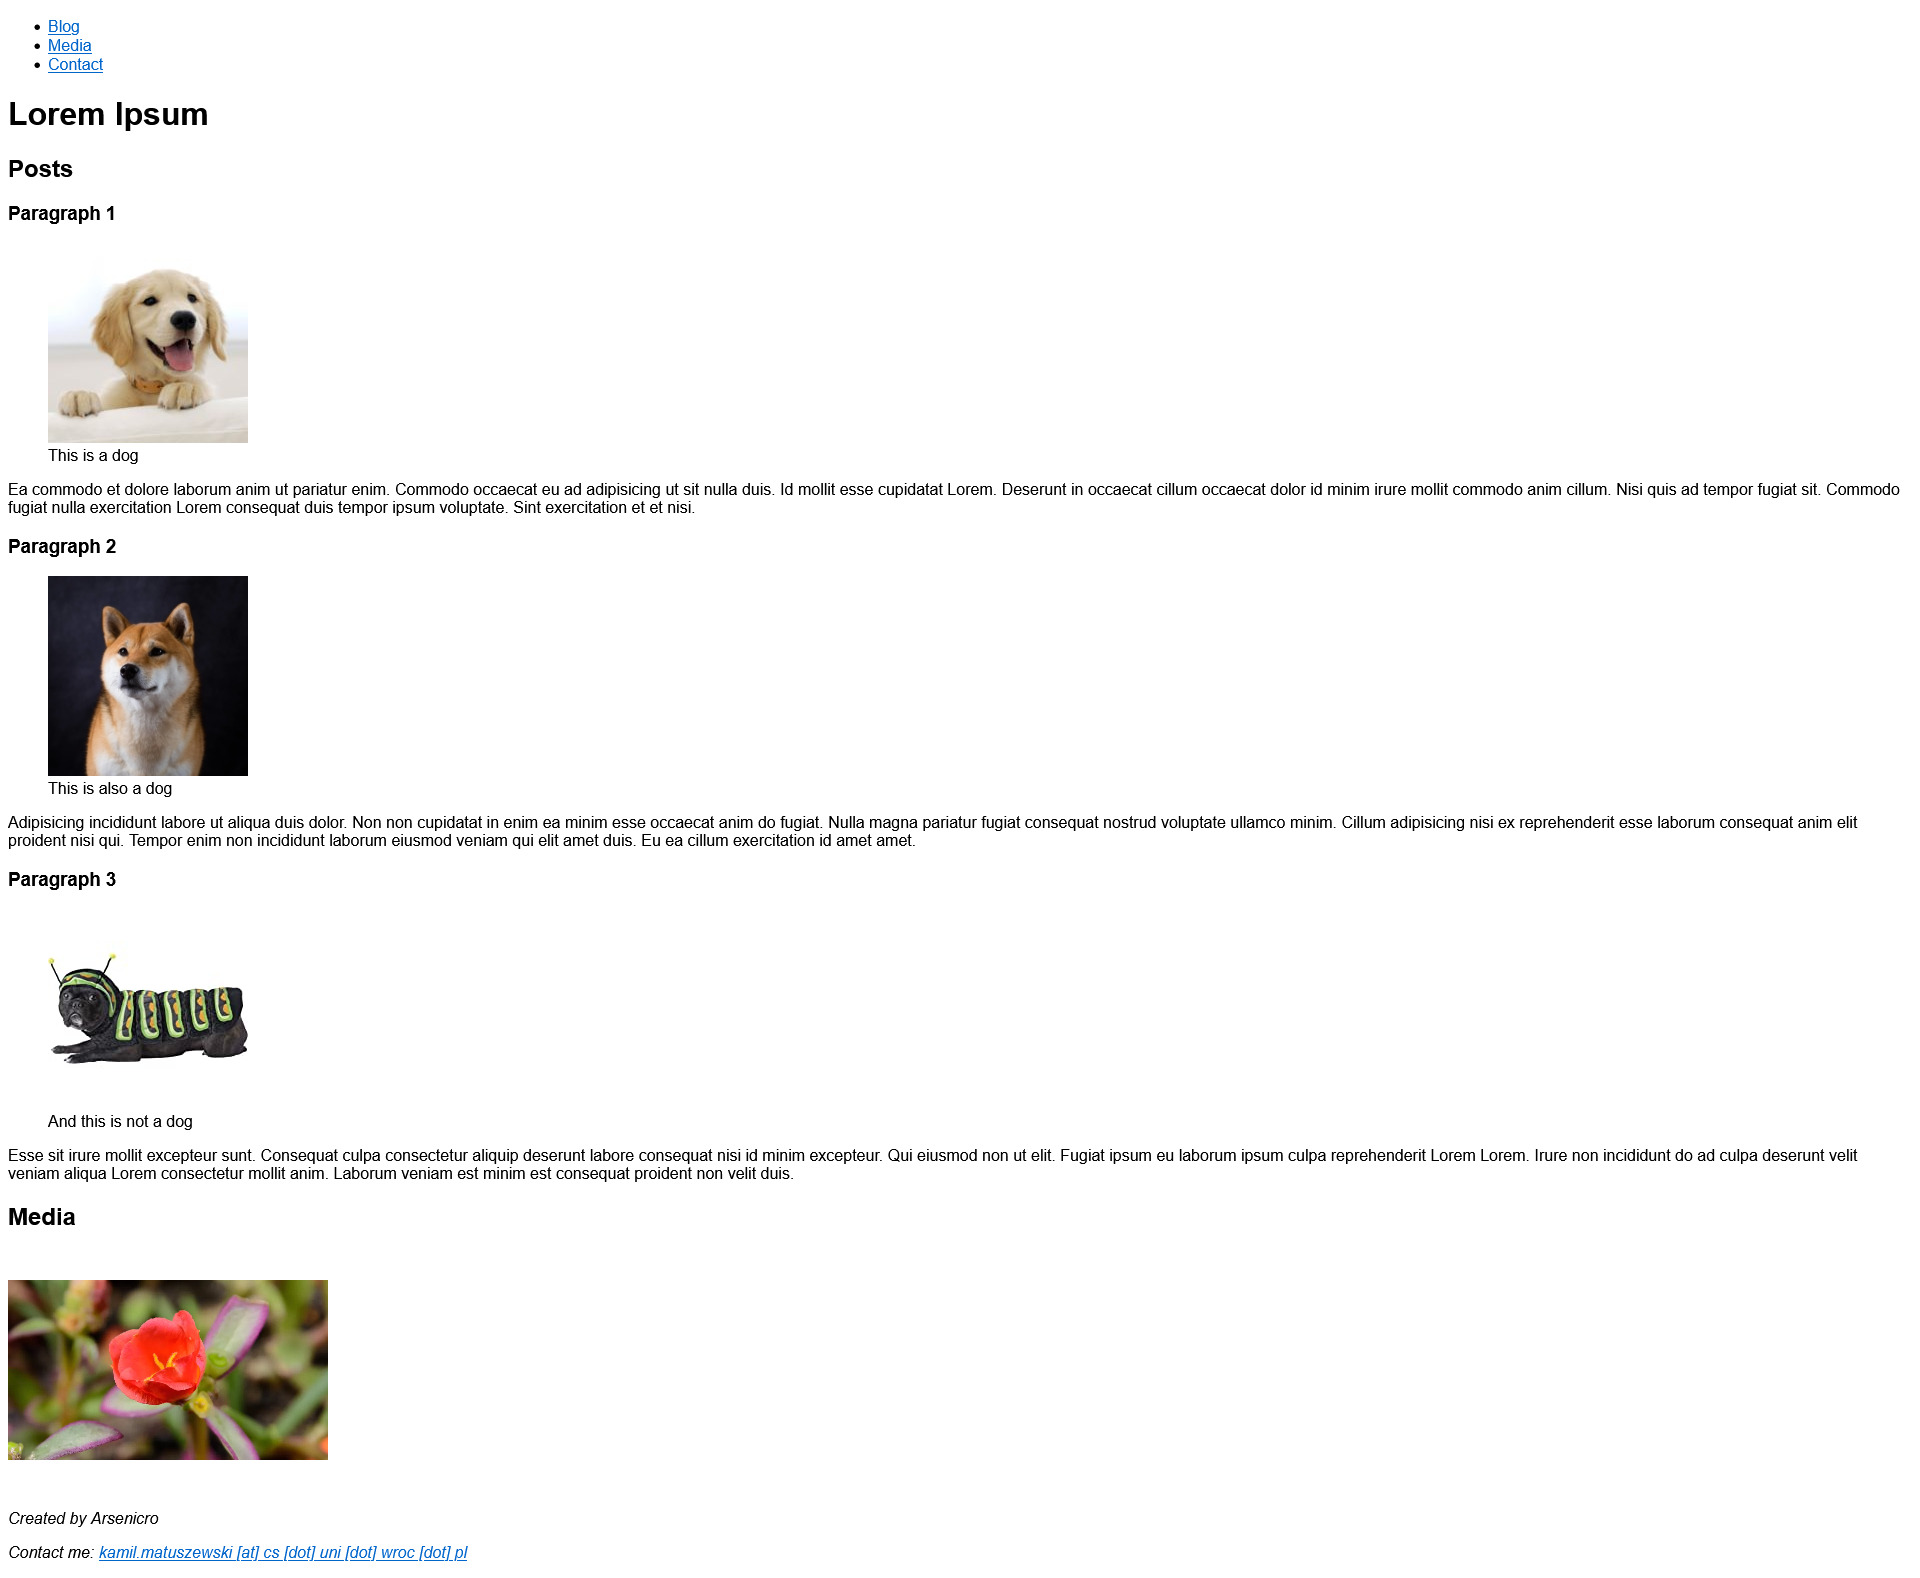 Blog
Media
Contact
Lorem Ipsum
Posts
Paragraph 1
This is a dog
Ea commodo et dolore laborum anim ut pariatur enim. Commodo occaecat eu ad adipisicing ut sit nulla duis. Id mollit esse cupidatat Lorem. Deserunt in occaecat cillum occaecat dolor id minim irure mollit commodo anim cillum. Nisi quis ad tempor fugiat sit. Commodo
fugiat nulla exercitation Lorem consequat duis tempor ipsum voluptate. Sint exercitation et et nisi.
Paragraph 2
This is also a dog
Adipisicing incididunt labore ut aliqua duis dolor. Non non cupidatat in enim ea minim esse occaecat anim do fugiat. Nulla magna pariatur fugiat consequat nostrud voluptate ullamco minim. Cillum adipisicing nisi ex reprehenderit esse laborum consequat anim elit
proident nisi qui. Tempor enim non incididunt laborum eiusmod veniam qui elit amet duis. Eu ea cillum exercitation id amet amet.
Paragraph 3
And this is not a dog
Esse sit irure mollit excepteur sunt. Consequat culpa consectetur aliquip deserunt labore consequat nisi id minim excepteur. Qui eiusmod non ut elit. Fugiat ipsum eu laborum ipsum culpa reprehenderit Lorem Lorem. Irure non incididunt do ad culpa deserunt velit
veniam aliqua Lorem consectetur mollit anim. Laborum veniam est minim est consequat proident non velit duis.
Media
Created by Arsenicro
Contact me: kamil.matuszewski [at] cs [dot] uni [dot] wroc [dot] pl